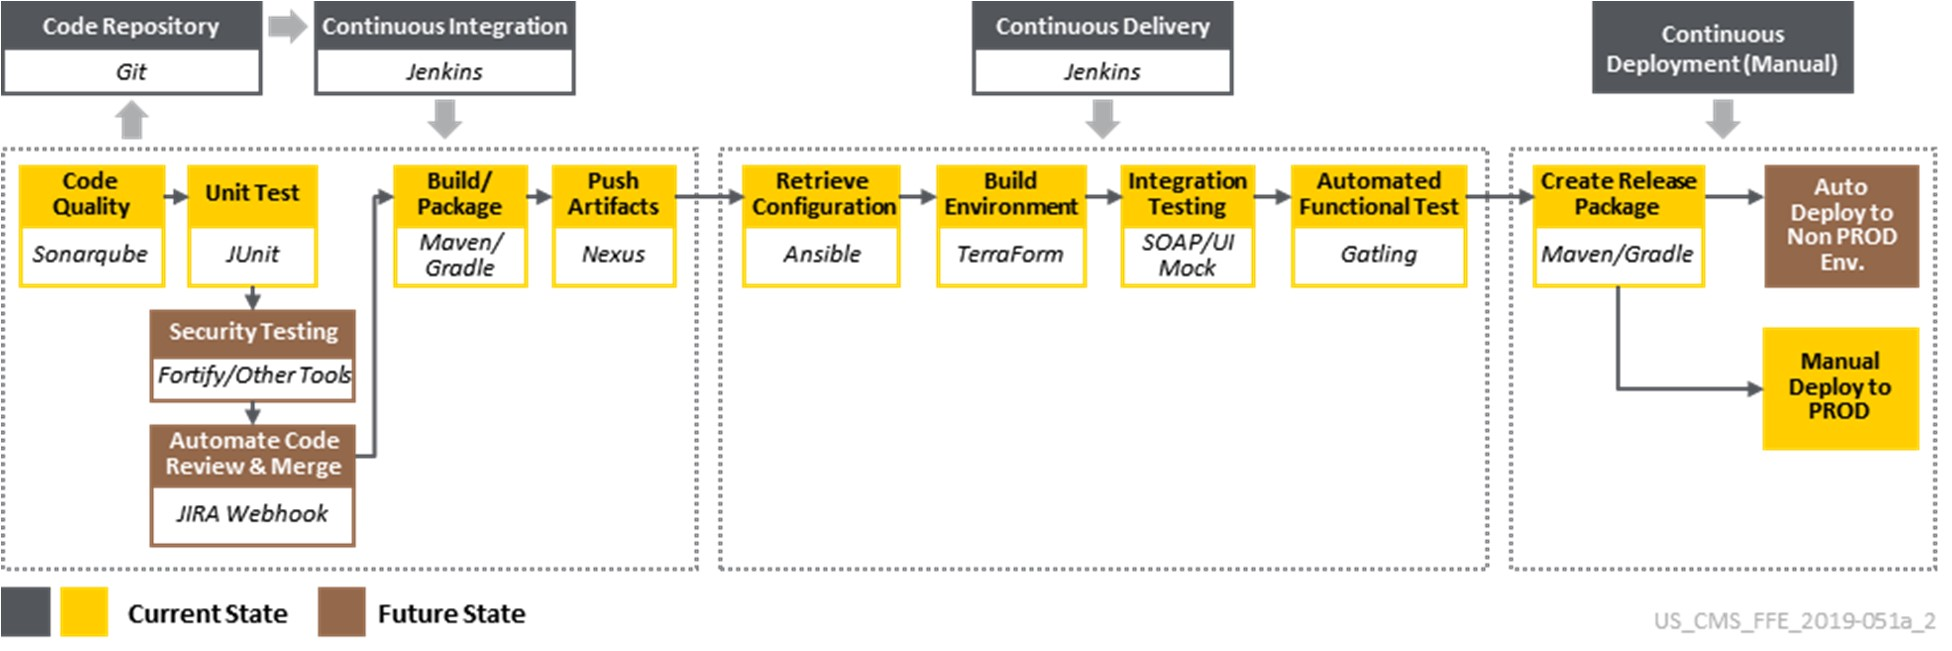 Code Repository
Git
Continuous Integration
Jenkins
Continuous Delivery
Jenkins
Continuous
Deployment (Manual)
Code
Quality
Sonarqube
Unit Test
JUnit
Security Testing
Fortify/Other Tools
Automate Code
Review & Merge
JIRA Webhook
Build/
Package
Maven/
Gradle
Push
Artifacts
Nexus
Retrieve
Configuration
Ansible
Build
Environment
TerraForm
Integration
Testing
SOAP/UI
Mock
Automated
Functional Test
Gatling
Create Release
Package
Maven/Gradle
Auto
Deploy to
Non PROD
Env.
Manual
Deploy to
PROD
Current State
Future State
US_CMS_FFE_2019-051a_2